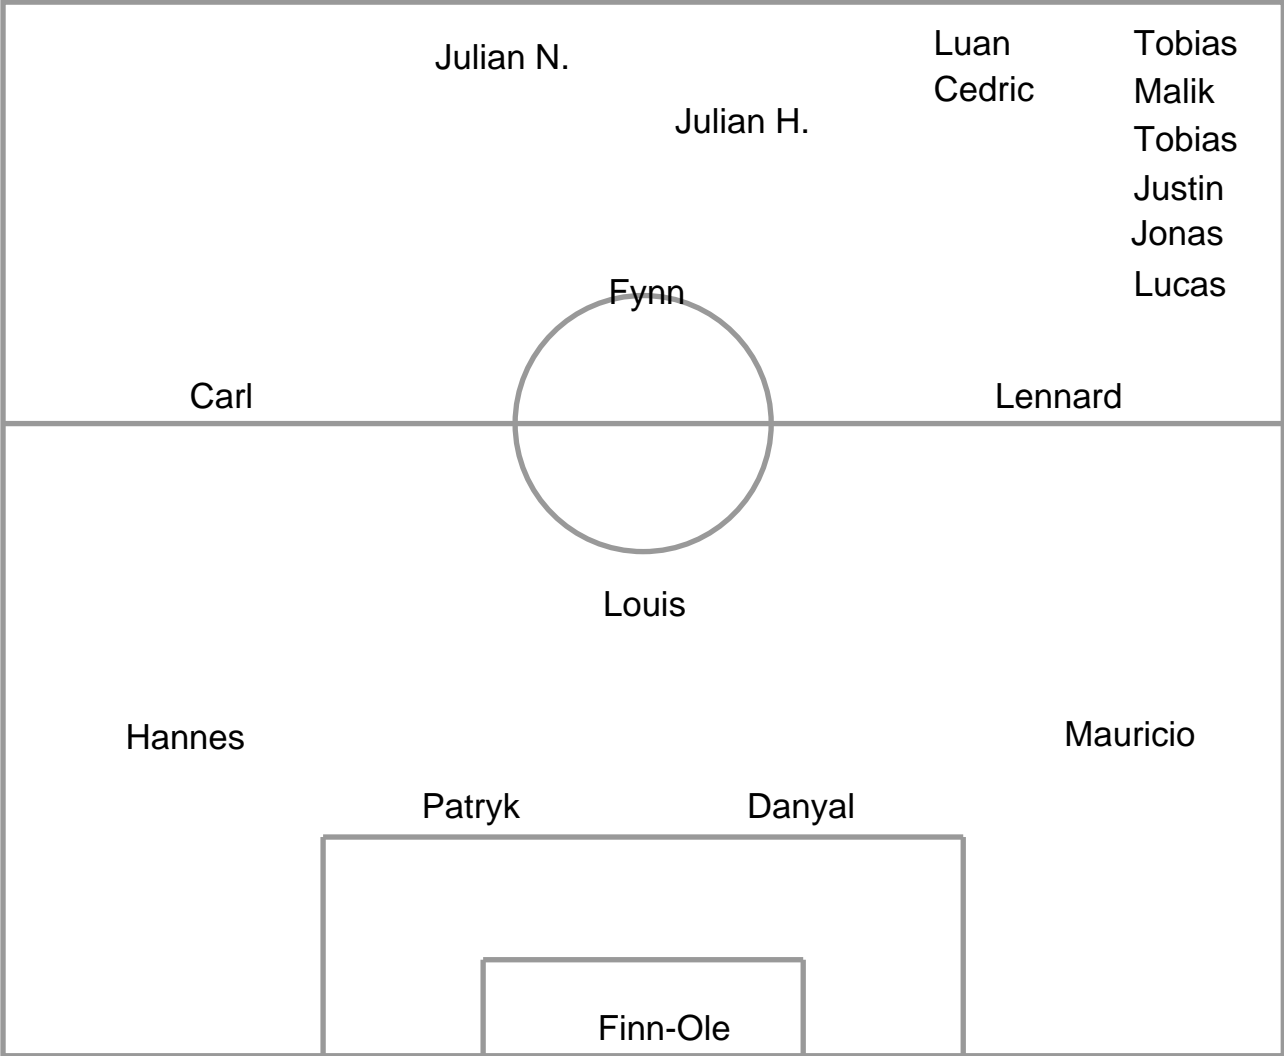 Julian N.
Julian H.
Luan
Cedric
Tobias
Malik
Tobias
Justin
Jonas
Lucas
Fynn
Carl
Lennard
Louis
Hannes
Mauricio
Patryk
Danyal
Finn-Ole